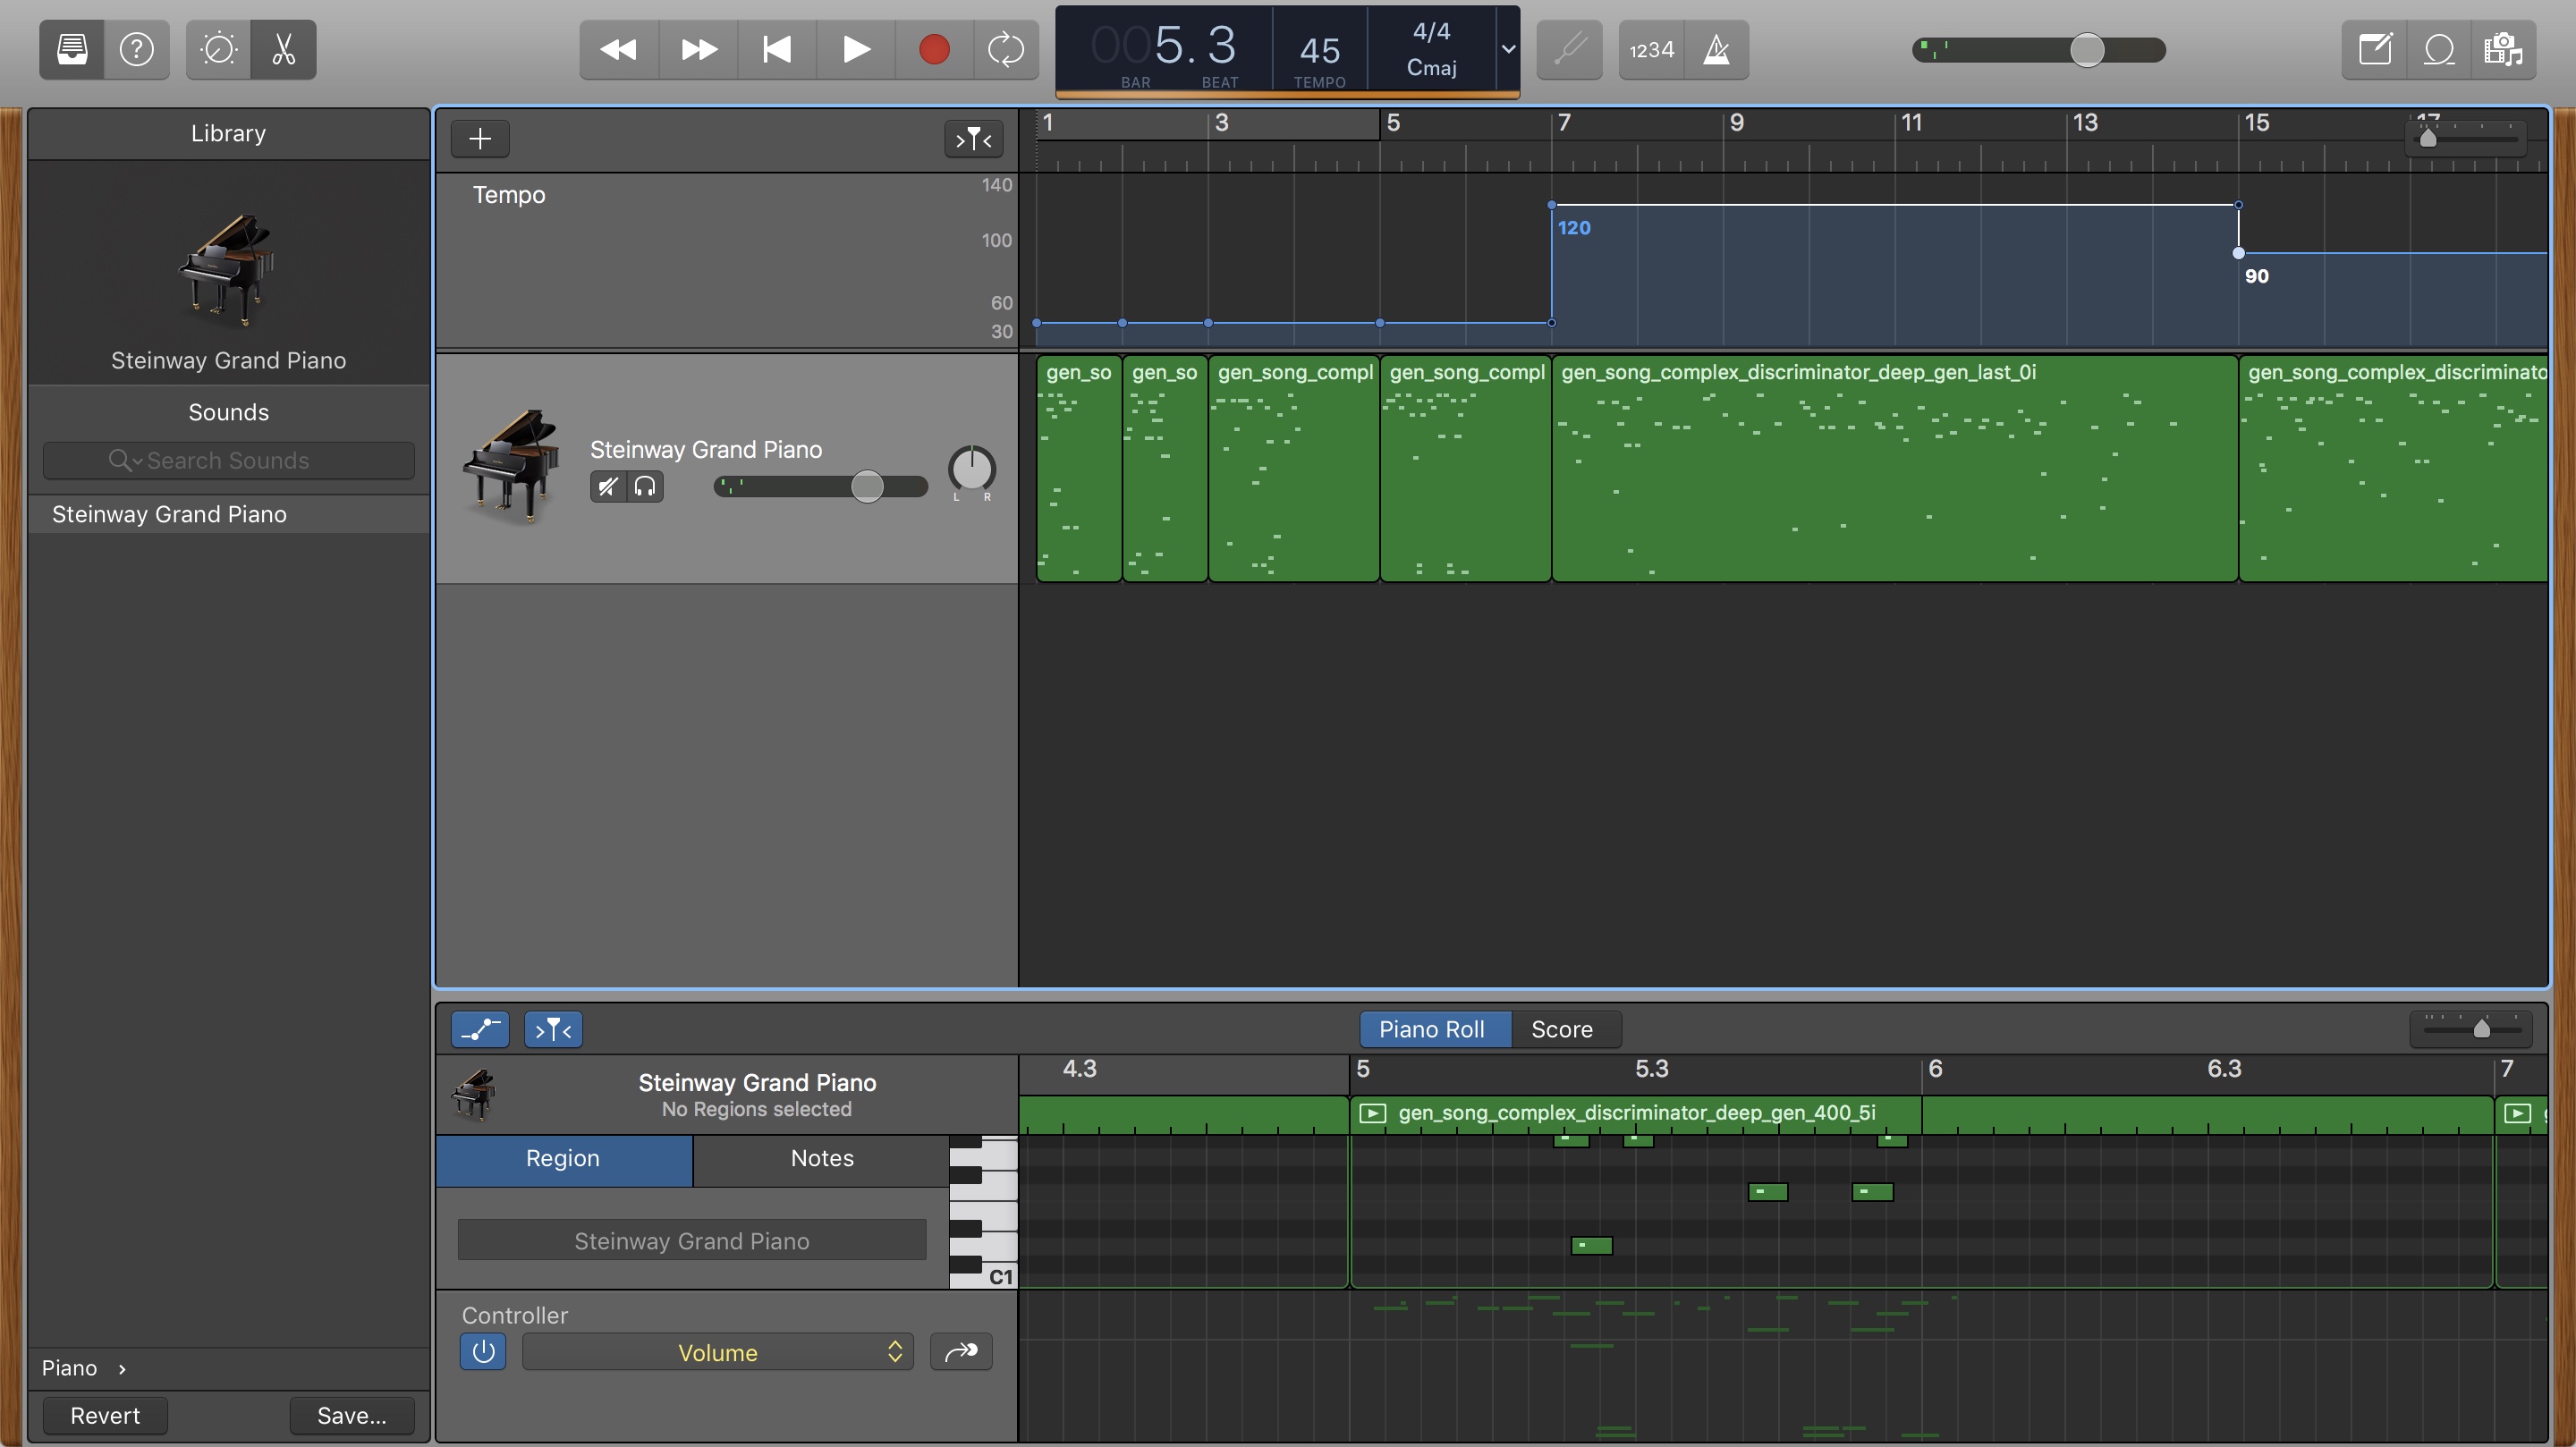 005. 3
BAR BEAT
45
TEMPO
4/4
Cmaj
1234
Library
Steinway Grand Piano
Sounds
Search Sounds
Steinway Grand Piano
Piano
Revert
Save...
1 3 5 7 9 11 13 15 17
Tempo
140
100
60
30
120
90
Steinway Grand Piano
L R
gen_so
gen_so
gen_song_compl
gen_song_compl
gen_song_complex_discriminator_deep_gen_last_0i
gen_song_complex_discriminato
Piano Roll
Score
4.3 5 5.3 6 6.3 7
Steinway Grand Piano
No Regions selected
gen_song_complex_discriminator_deep_gen_400_5i
Region
Notes
Steinway Grand Piano
C1
Controller
Volume